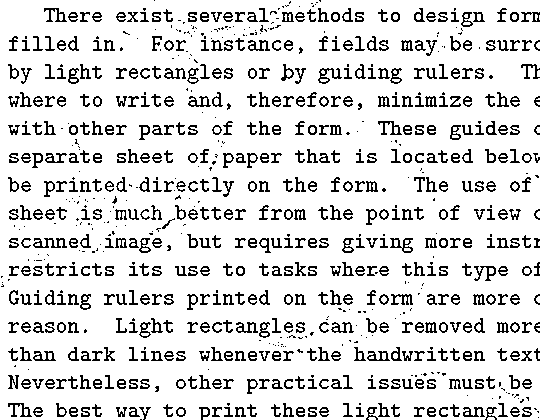 There exist several methods to design form
filled in. For instance, fields may be surro
by light rectangles or by guiding rulers. Th
where to write and, therefore, minimize the e
with other parts of the form. These guides c
separate sheet of paper that is located below
be printed directly on the form. The use of
sheet is much better from the point of view o
scanned image, but requires giving more instr
restricts its use to tasks where this type of
Guiding rulers printed on the form are more c
reason. Light rectangles can be removed more
than dark lines whenever the handwritten text
Nevertheless, other practical issues must be
The best way to print these light rectangles